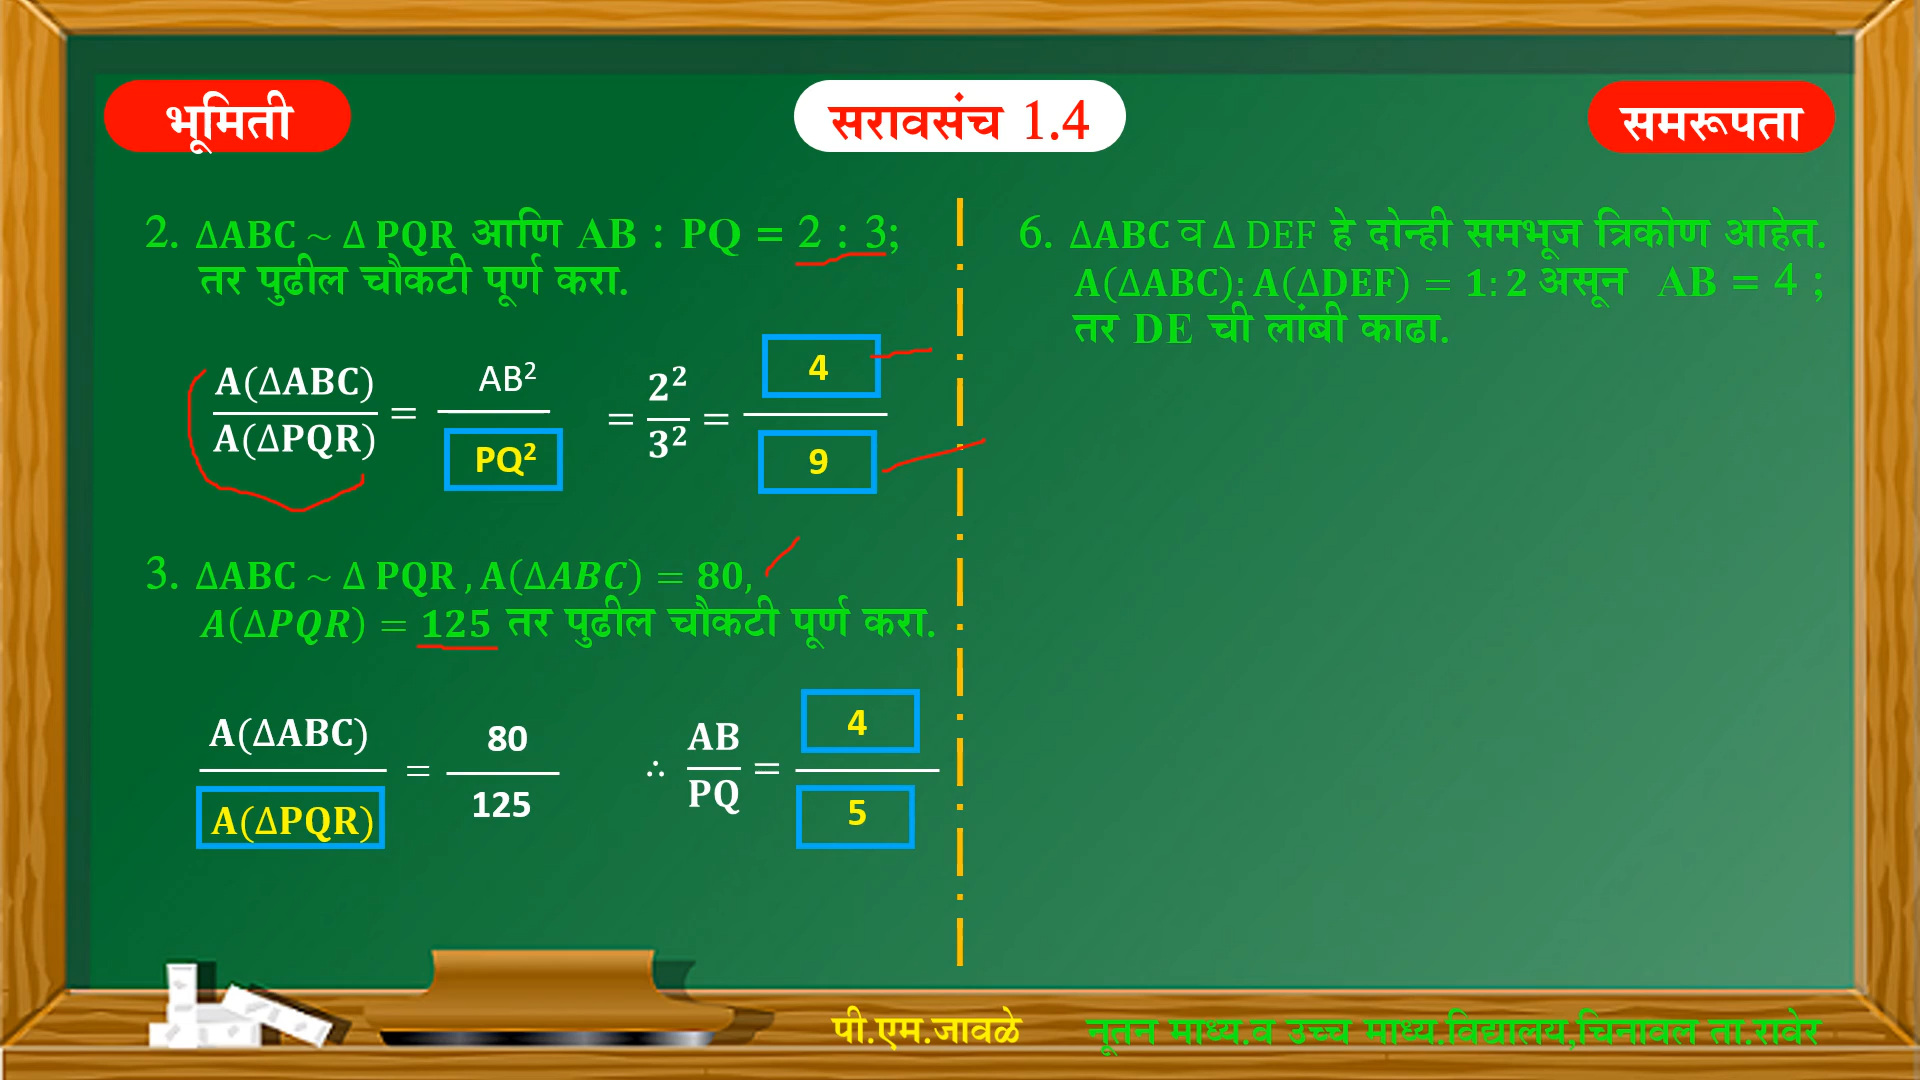 भूमिती
सरावसंच 1.4
समरूपता
2. ΔABC ~ Δ PQR आणि AB : PQ = 2 : 3;
तर पुढील चौकटी पूर्ण करा.
A(ΔABC)/A(ΔPQR) = AB²/PQ² = 2²/3² = 4/9
3. ΔABC ~ Δ PQR , A(ΔABC) = 80,
A(ΔPQR) = 125 तर पुढील चौकटी पूर्ण करा.
A(ΔABC)/A(ΔPQR) = 80/125 ∴ AB/PQ = 4/5
6. ΔABC व Δ DEF हे दोन्ही समभूज त्रिकोण आहेत.
A(ΔABC): A(ΔDEF) = 1: 2 असून AB = 4 ;
तर DE ची लांबी काढा.
पी.एम.जावळे
नूतन माध्य.व उच्च माध्य.विद्यालय,चिनावल ता.रावेर